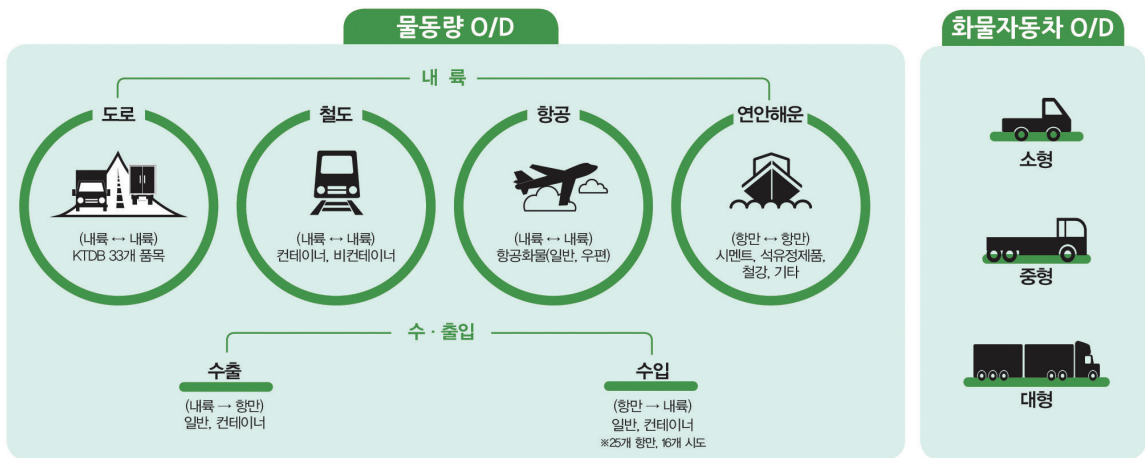 물동량 O/D
내 륙
도로
(내륙 ↔ 내륙)
KTDB 33개 품목
철도
(내륙 ↔ 내륙)
컨테이너, 비컨테이너
항공
(내륙 ↔ 내륙)
항공화물(일반, 우편)
연안해운
(항만 ↔ 항만)
시멘트, 석유정제품,
철강, 기타
수 · 출입
수출
(내륙 → 항만)
일반, 컨테이너
수입
(항만 → 내륙)
일반, 컨테이너
※25개 항만, 16개 시도
화물자동차 O/D
소형
중형
대형